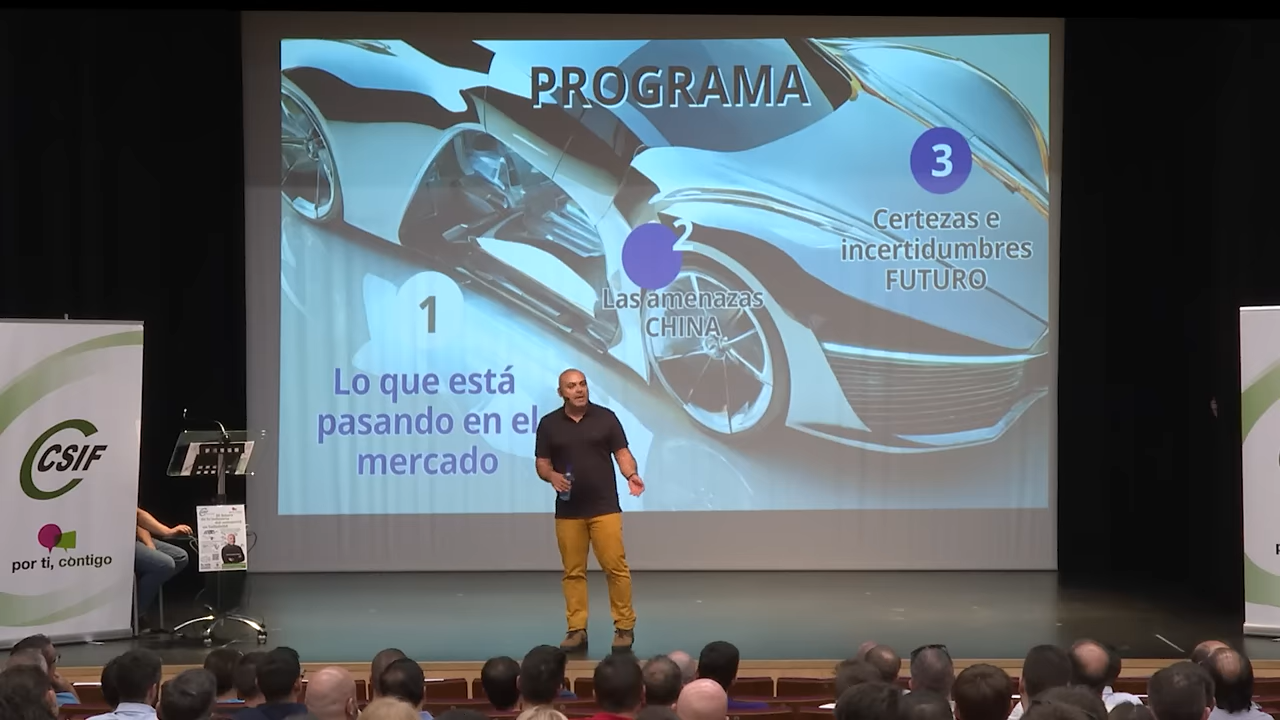 PROGRAMA
3
Certezas e
incertidumbres
FUTURO
2
Las amenazas
CHINA
1
Lo que está
pasando en el
mercado
CSIF
por ti, contigo